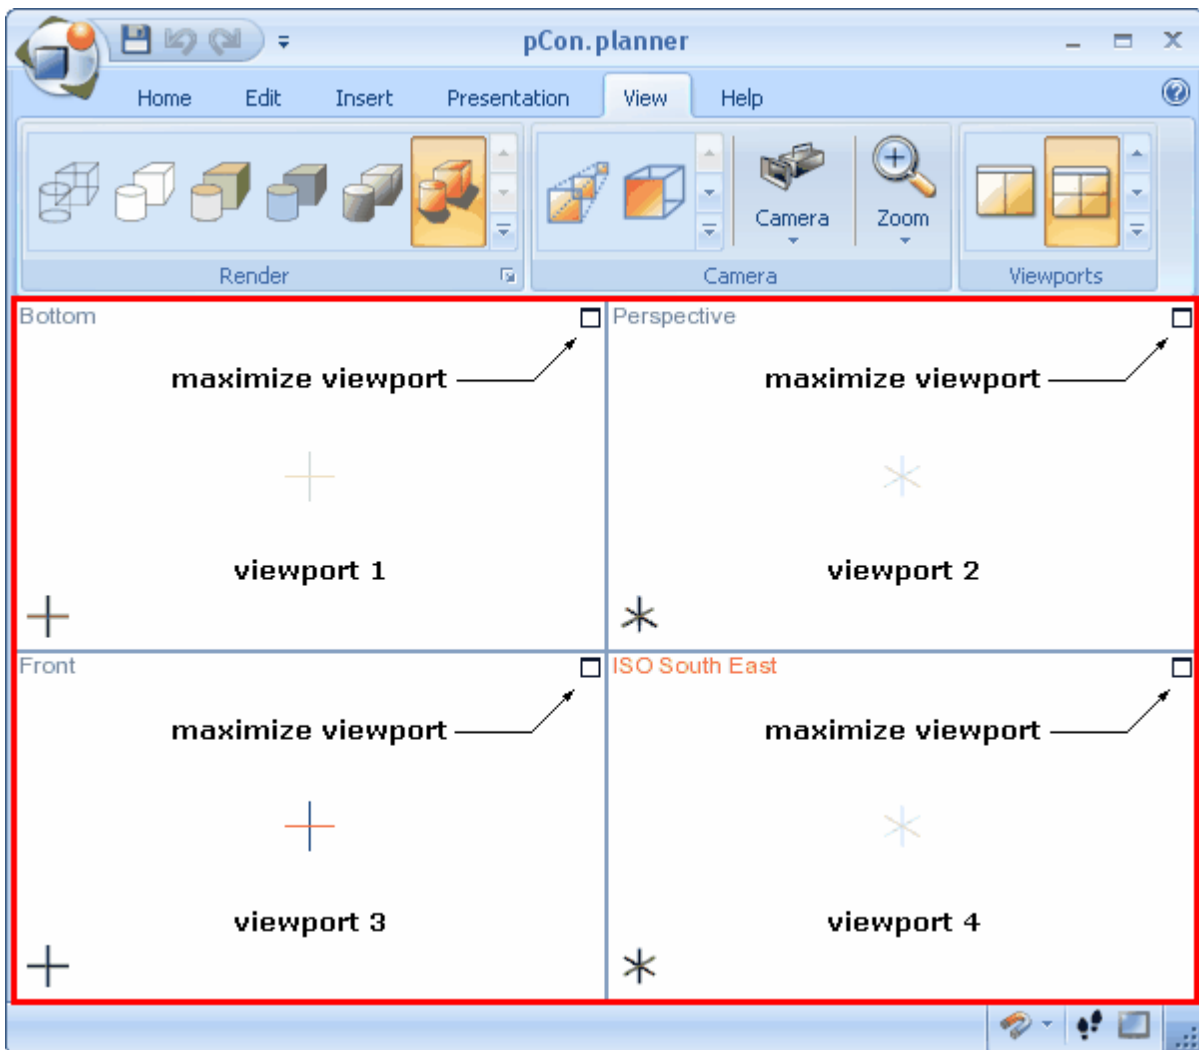 pCon.planner
Home Edit Insert Presentation View Help
Camera Zoom
Render Camera Viewports
Bottom
maximize viewport
viewport 1
Perspective
maximize viewport
viewport 2
Front
maximize viewport
viewport 3
ISO South East
maximize viewport
viewport 4